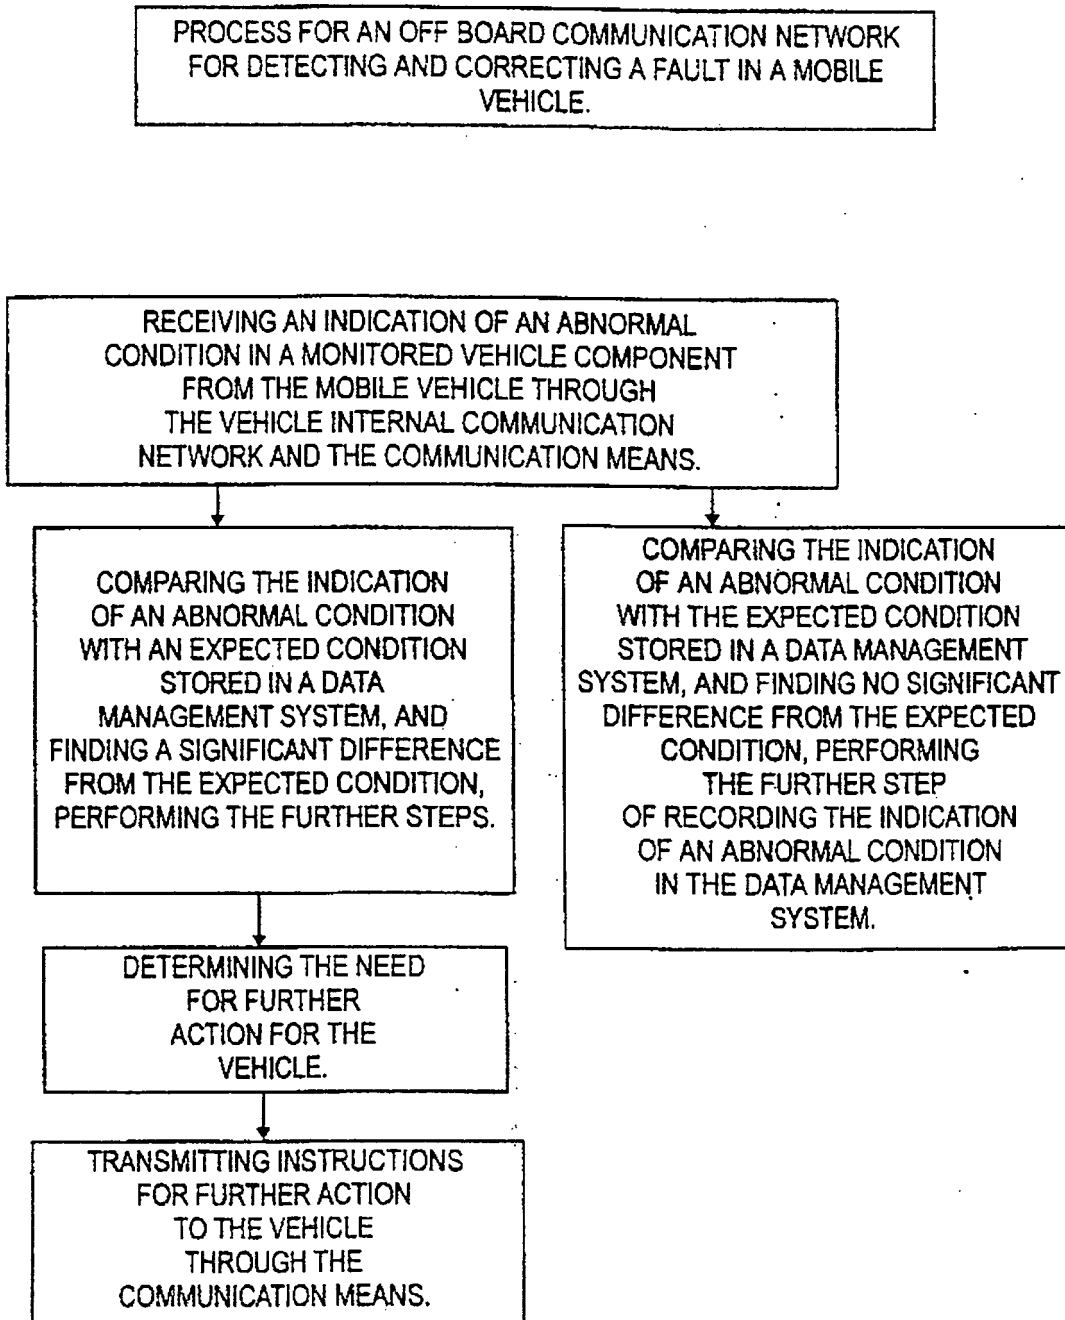 PROCESS FOR AN OFF BOARD COMMUNICATION NETWORK
FOR DETECTING AND CORRECTING A FAULT IN A MOBILE
VEHICLE.
RECEIVING AN INDICATION OF AN ABNORMAL
CONDITION IN A MONITORED VEHICLE COMPONENT
FROM THE MOBILE VEHICLE THROUGH
THE VEHICLE INTERNAL COMMUNICATION
NETWORK AND THE COMMUNICATION MEANS.
COMPARING THE INDICATION
OF AN ABNORMAL CONDITION
WITH AN EXPECTED CONDITION
STORED IN A DATA
MANAGEMENT SYSTEM, AND
FINDING A SIGNIFICANT DIFFERENCE
FROM THE EXPECTED CONDITION,
PERFORMING THE FURTHER STEPS.
COMPARING THE INDICATION
OF AN ABNORMAL CONDITION
WITH THE EXPECTED CONDITION
STORED IN A DATA MANAGEMENT
SYSTEM, AND FINDING NO SIGNIFICANT
DIFFERENCE FROM THE EXPECTED
CONDITION, PERFORMING
THE FURTHER STEP
OF RECORDING THE INDICATION
OF AN ABNORMAL CONDITION
IN THE DATA MANAGEMENT
SYSTEM.
DETERMINING THE NEED
FOR FURTHER
ACTION FOR THE
VEHICLE.
TRANSMITTING INSTRUCTIONS
FOR FURTHER ACTION
TO THE VEHICLE
THROUGH THE
COMMUNICATION MEANS.